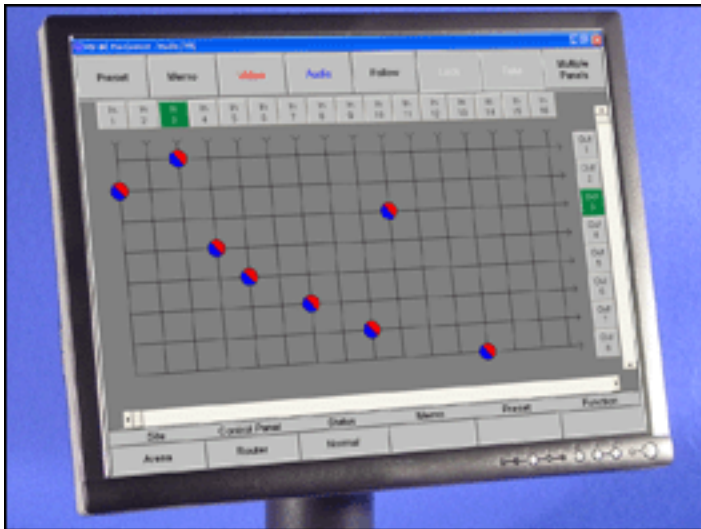 Preset Memo Video Audio Follow Lock Take Multiple Panels
In 1 In 2 In 3 In 4 In 5 In 6 In 7 In 8 In 9 In 10 In 11 In 12 In 13 In 14 In 15 In 16
Out 1
Out 2
Out 3
Out 4
Out 5
Out 6
Out 7
Out 8
Site Control Panel Status Memo Preset Function
Arena Router Normal